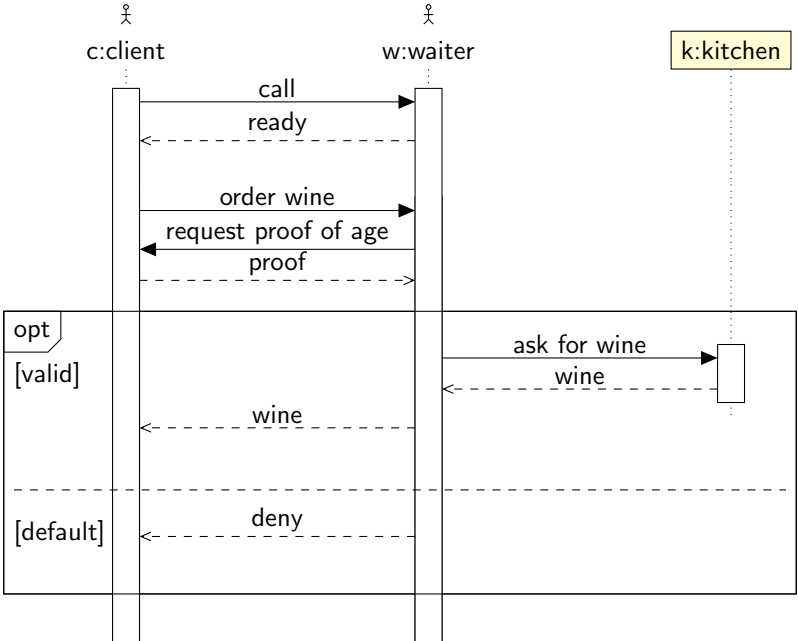 c:client
w:waiter
k:kitchen
call
ready
order wine
request proof of age
proof
opt
[valid]
ask for wine
wine
wine
[default]
deny